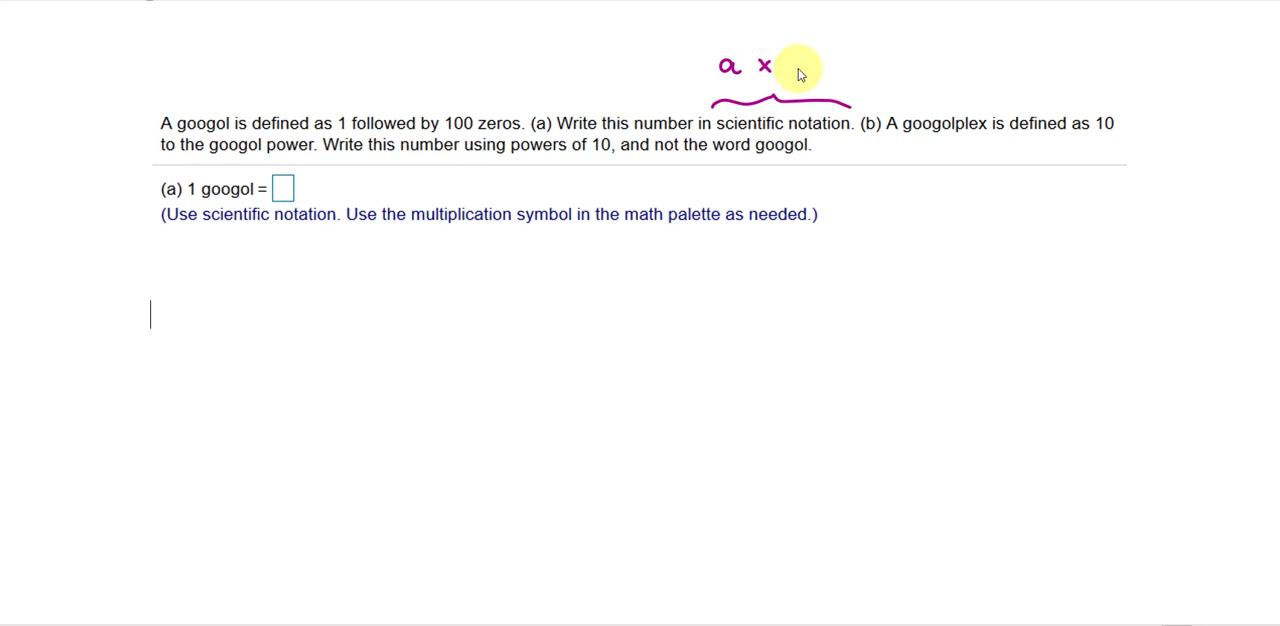 a ×
A googol is defined as 1 followed by 100 zeros. (a) Write this number in scientific notation. (b) A googolplex is defined as 10
to the googol power. Write this number using powers of 10, and not the word googol.
(a) 1 googol =
(Use scientific notation. Use the multiplication symbol in the math palette as needed.)